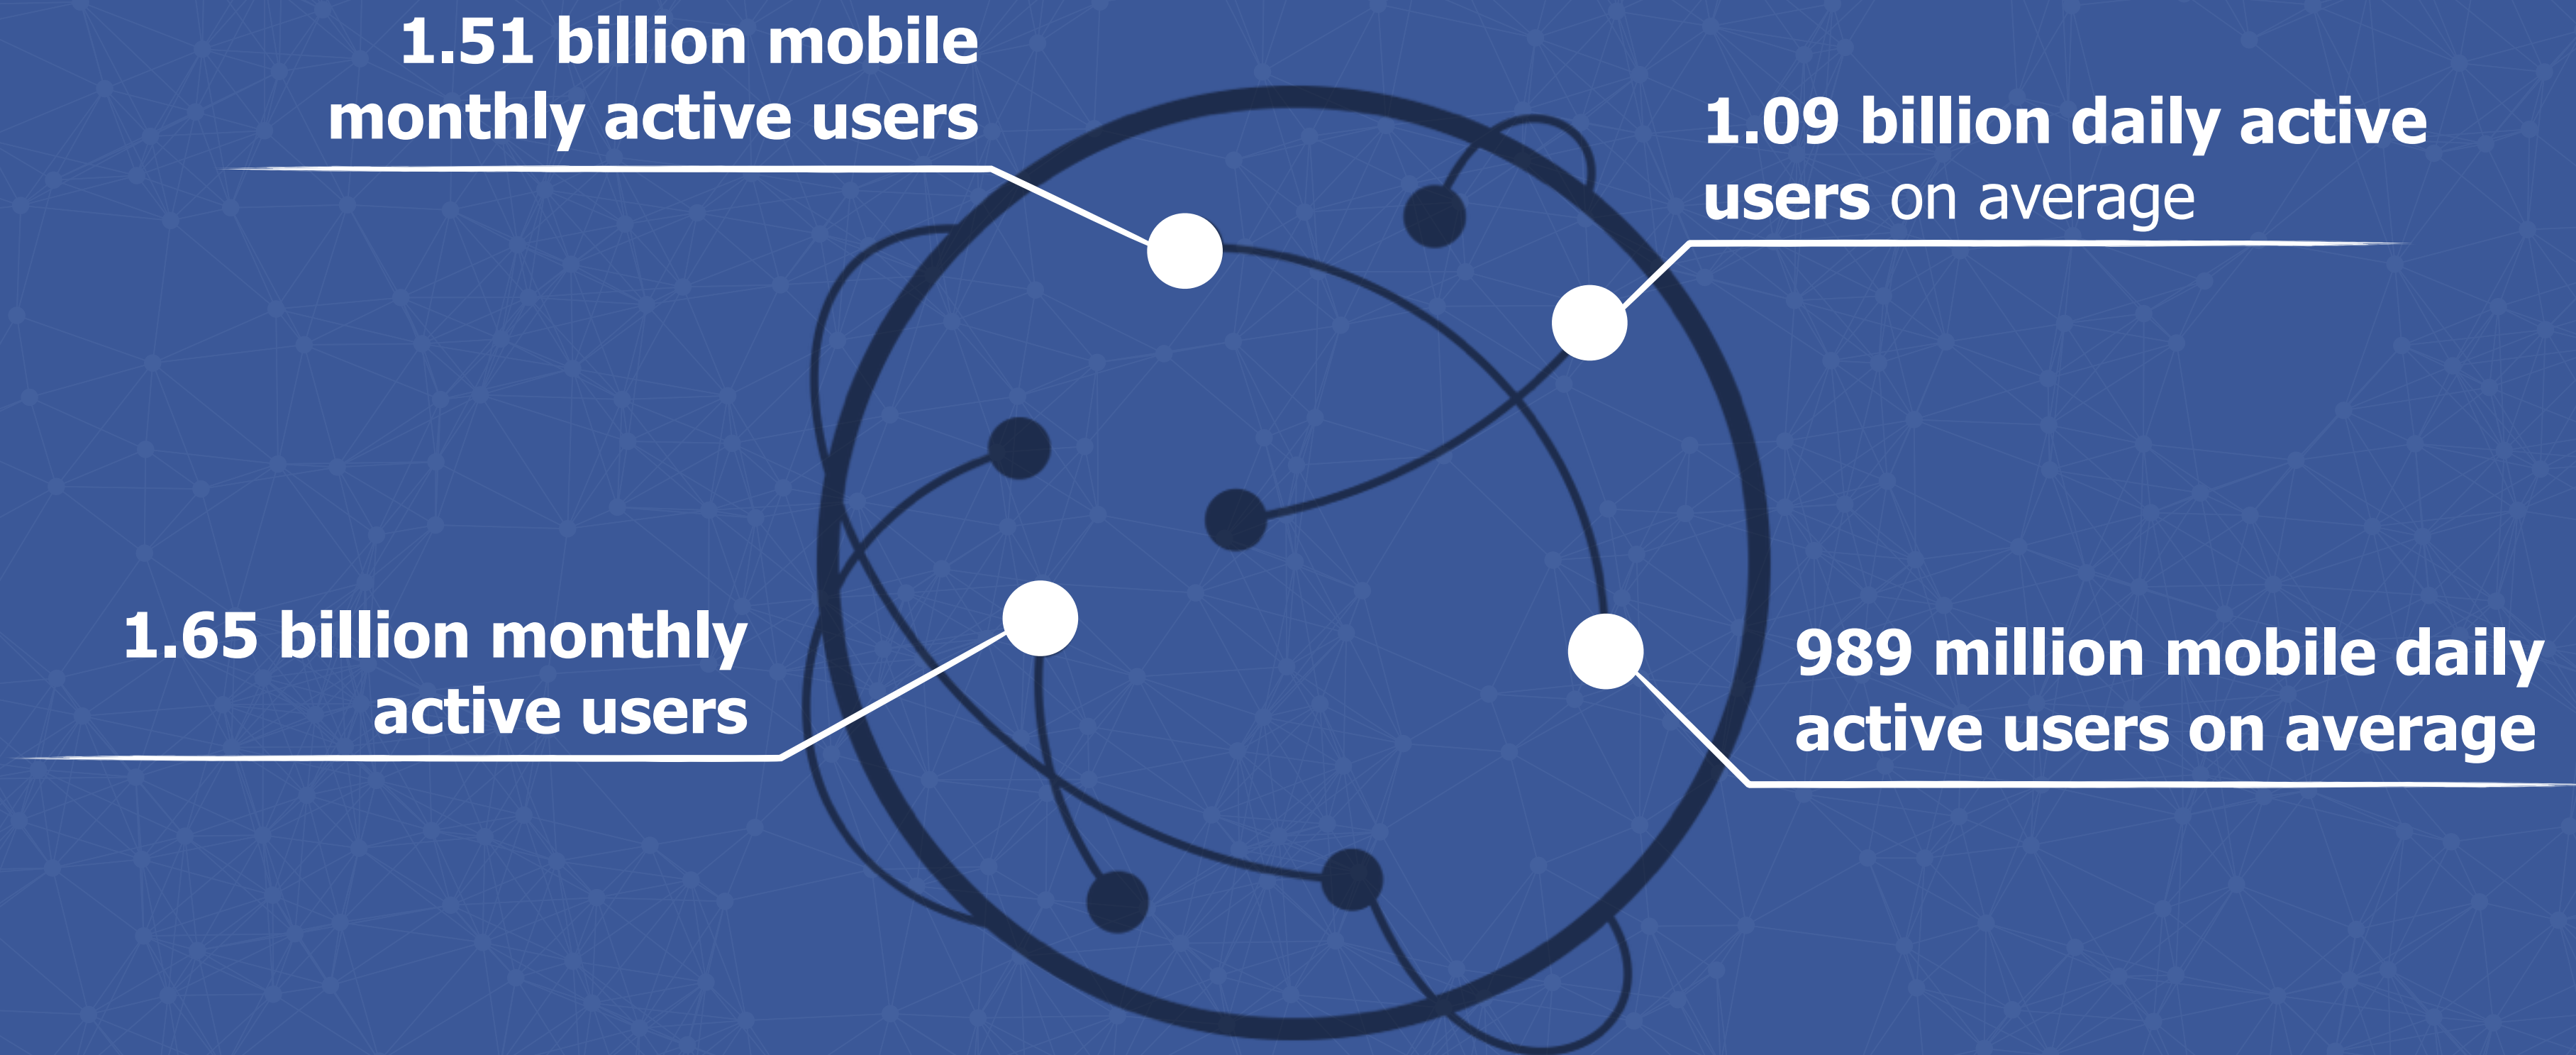 1.51 billion mobile
monthly active users
1.09 billion daily active
users on average
1.65 billion monthly
active users
989 million mobile daily
active users on average